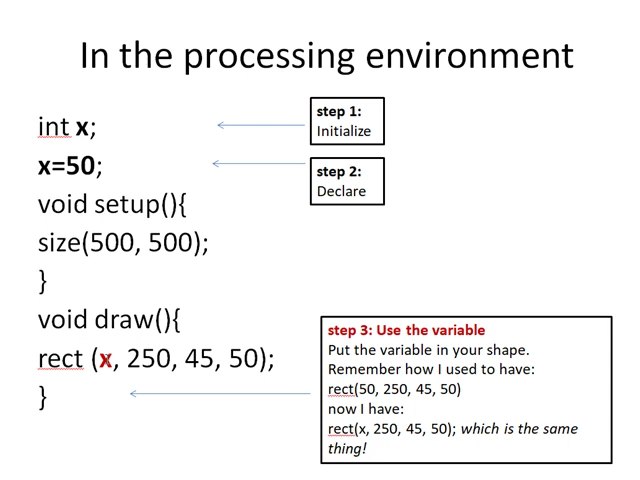 In the processing environment
int x;
x=50;
void setup(){
size(500, 500);
}
void draw(){
rect (x, 250, 45, 50);
}
step 1:
Initialize
step 2:
Declare
step 3: Use the variable
Put the variable in your shape.
Remember how I used to have:
rect(50, 250, 45, 50)
now I have:
rect(x, 250, 45, 50); which is the same
thing!